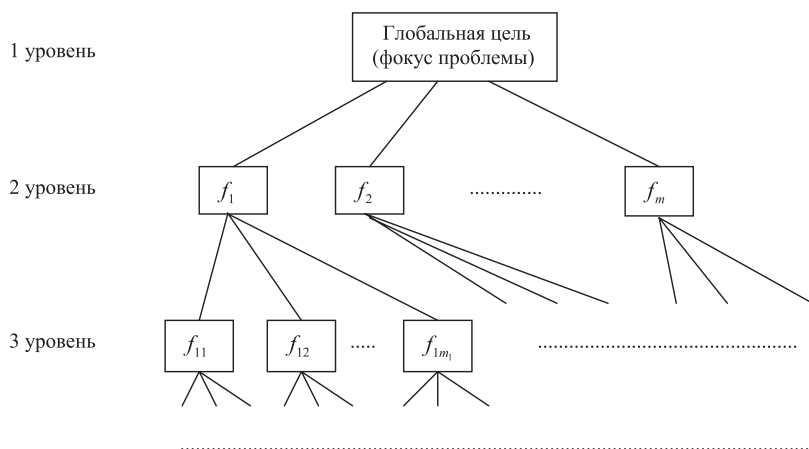 1 уровень
Глобальная цель
(фокус проблемы)
2 уровень
f₁
f₂
..............
fₘ
3 уровень
f₁₁
f₁₂
.....
f₁ₘ₁
..............................................